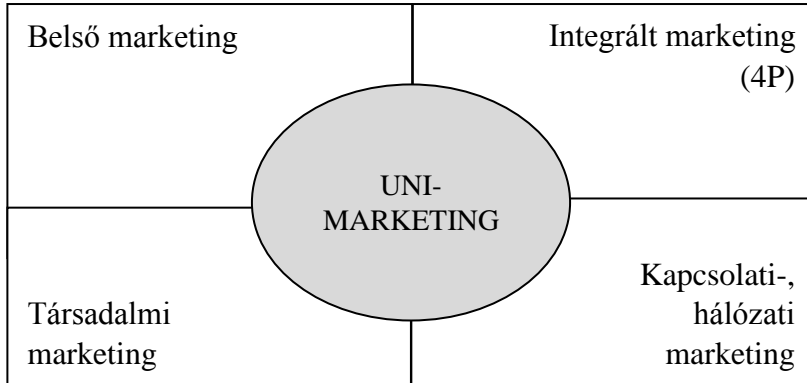 Belső marketing
Integrált marketing
(4P)
UNI-
MARKETING
Társadalmi
marketing
Kapcsolati-,
hálózati
marketing